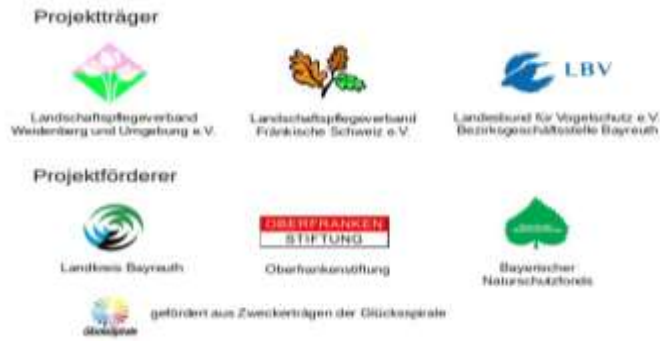 Projektträger
LBV
Landschaftspflegeverband
Weidenberg und Umgebung e.V.
Landschaftspflegeverband
Fränkische Schweiz e.V.
Landesbund für Vogelschutz e.V.
Bezirksgeschäftsstelle Bayreuth
Projektförderer
OBERFRANKEN
STIFTUNG
Landkreis Bayreuth
Oberfrankenstiftung
Bayerischer
Naturschutzfonds
gefördert aus Zweckerträgen der Glücksspirale
GlücksSpirale